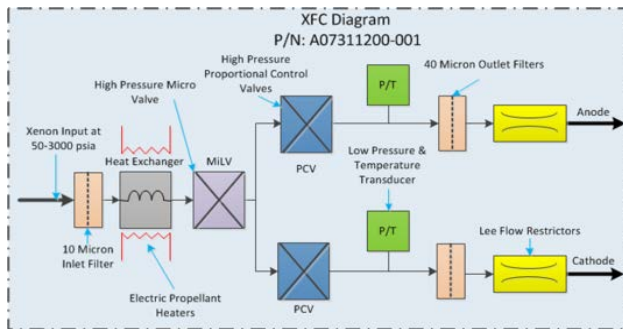 XFC Diagram
P/N: A07311200-001
High Pressure
Proportional Control
Valves
40 Micron Outlet Filters
High Pressure Micro
Valve
P/T
Anode
Xenon Input at
50-3000 psia
Heat Exchanger
MiLV
PCV
Low Pressure &
Temperature
Transducer
P/T
Lee Flow Restrictors
10 Micron
Inlet Filter
Cathode
Electric Propellant
Heaters
PCV